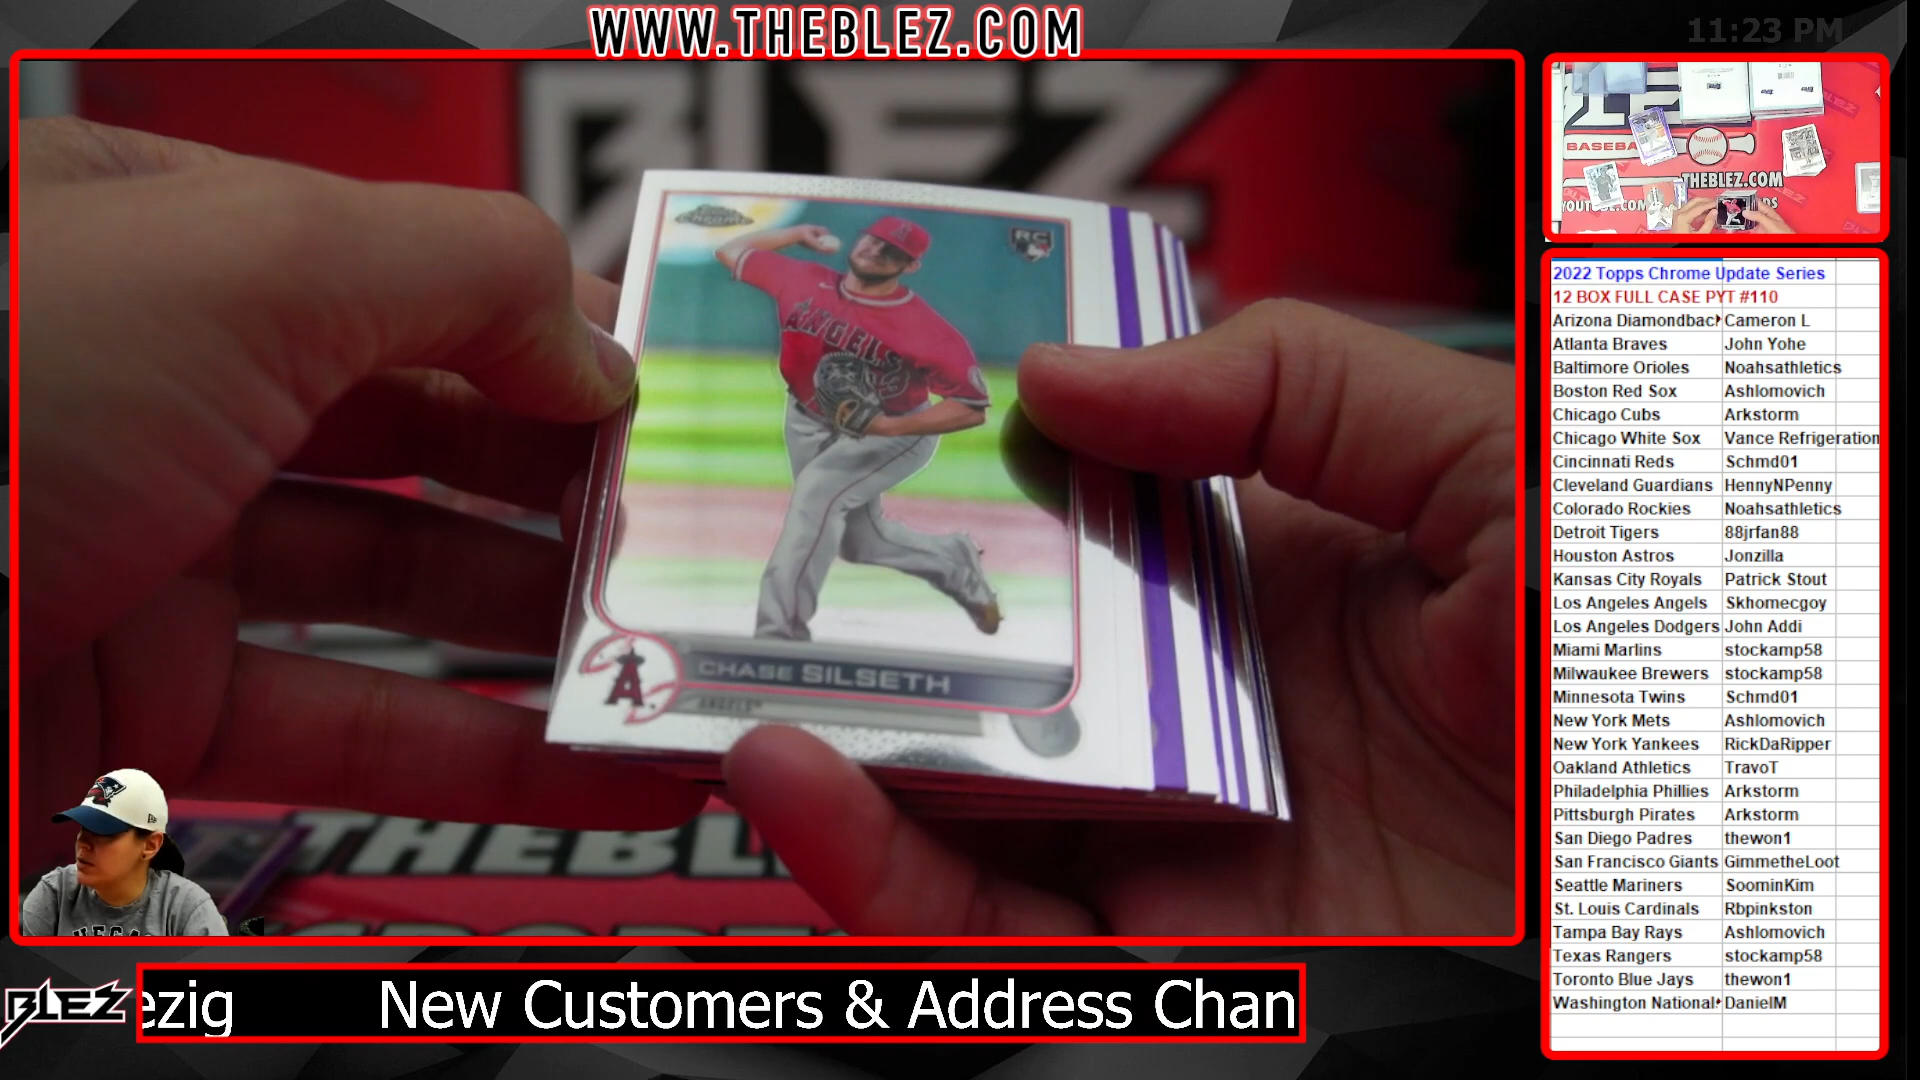 WWW.THEBLEZ.COM
11:23 PM
BLEZ
Topps Chrome
RC
ANGELS
A
CHASE SILSETH
ANGELS
THEBL
BASEBA
THEBLEZ.COM
2022 Topps Chrome Update Series
12 BOX FULL CASE PYT #110
Arizona Diamondbac Cameron L
Atlanta Braves John Yohe
Baltimore Orioles Noahsathletics
Boston Red Sox Ashlomovich
Chicago Cubs Arkstorm
Chicago White Sox Vance Refrigeration
Cincinnati Reds Schmd01
Cleveland Guardians HennyNPenny
Colorado Rockies Noahsathletics
Detroit Tigers 88jrfan88
Houston Astros Jonzilla
Kansas City Royals Patrick Stout
Los Angeles Angels Skhomecgoy
Los Angeles Dodgers John Addi
Miami Marlins stockamp58
Milwaukee Brewers stockamp58
Minnesota Twins Schmd01
New York Mets Ashlomovich
New York Yankees RickDaRipper
Oakland Athletics TravoT
Philadelphia Phillies Arkstorm
Pittsburgh Pirates Arkstorm
San Diego Padres thewon1
San Francisco Giants GimmetheLoot
Seattle Mariners SoominKim
St. Louis Cardinals Rbpinkston
Tampa Bay Rays Ashlomovich
Texas Rangers stockamp58
Toronto Blue Jays thewon1
Washington National DanielM
BLEZ
ezig New Customers & Address Chan